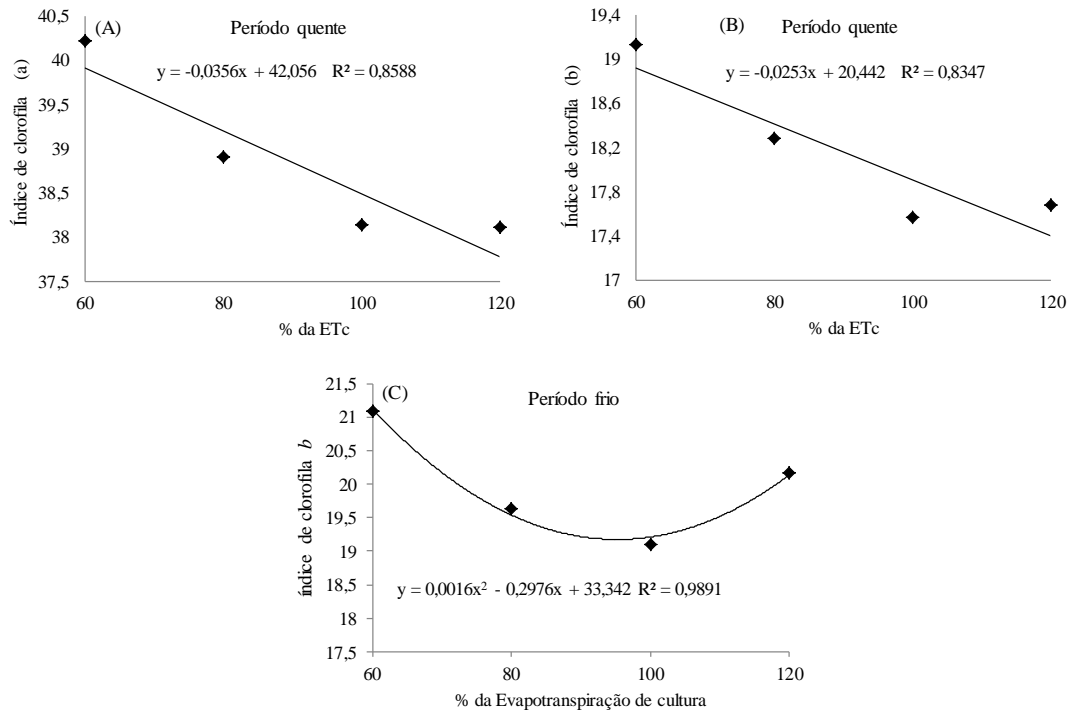 (A) Período quente
y = -0,0356x + 42,056 R² = 0,8588
Índice de clorofila (a)
40,5
40
39,5
39
38,5
38
37,5
60 80 100 120
% da ETc
(B) Período quente
y = -0,0253x + 20,442 R² = 0,8347
Índice de clorofila (b)
19,4
19
18,6
18,2
17,8
17,4
17
60 80 100 120
% da ETc
(C) Período frio
índice de clorofila b
21,5
21
20,5
20
19,5
19
18,5
18
17,5
y = 0,0016x² - 0,2976x + 33,342 R² = 0,9891
60 80 100 120
% da Evapotranspiração de cultura